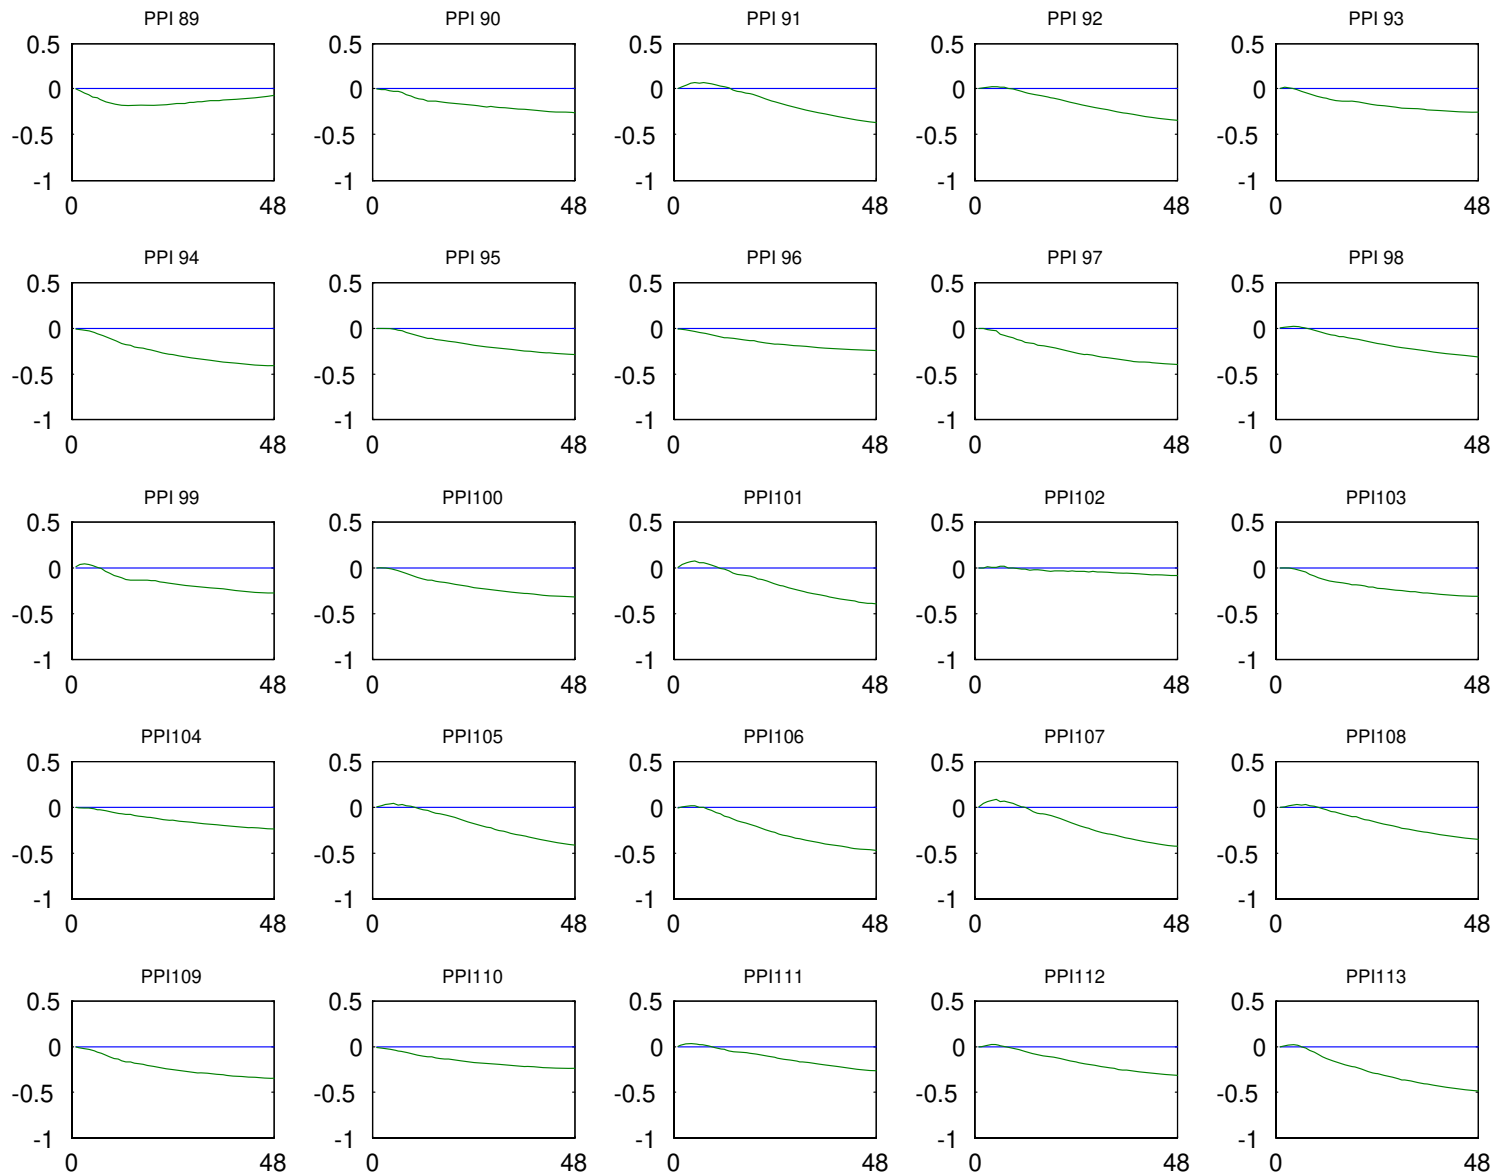 PPI 89 PPI 90 PPI 91 PPI 92 PPI 93
0.5 0.5 0.5 0.5 0.5
0 0 0 0 0
-0.5 -0.5 -0.5 -0.5 -0.5
-1 -1 -1 -1 -1
0 48 0 48 0 48 0 48 0 48
PPI 94 PPI 95 PPI 96 PPI 97 PPI 98
0.5 0.5 0.5 0.5 0.5
0 0 0 0 0
-0.5 -0.5 -0.5 -0.5 -0.5
-1 -1 -1 -1 -1
0 48 0 48 0 48 0 48 0 48
PPI 99 PPI100 PPI101 PPI102 PPI103
0.5 0.5 0.5 0.5 0.5
0 0 0 0 0
-0.5 -0.5 -0.5 -0.5 -0.5
-1 -1 -1 -1 -1
0 48 0 48 0 48 0 48 0 48
PPI104 PPI105 PPI106 PPI107 PPI108
0.5 0.5 0.5 0.5 0.5
0 0 0 0 0
-0.5 -0.5 -0.5 -0.5 -0.5
-1 -1 -1 -1 -1
0 48 0 48 0 48 0 48 0 48
PPI109 PPI110 PPI111 PPI112 PPI113
0.5 0.5 0.5 0.5 0.5
0 0 0 0 0
-0.5 -0.5 -0.5 -0.5 -0.5
-1 -1 -1 -1 -1
0 48 0 48 0 48 0 48 0 48